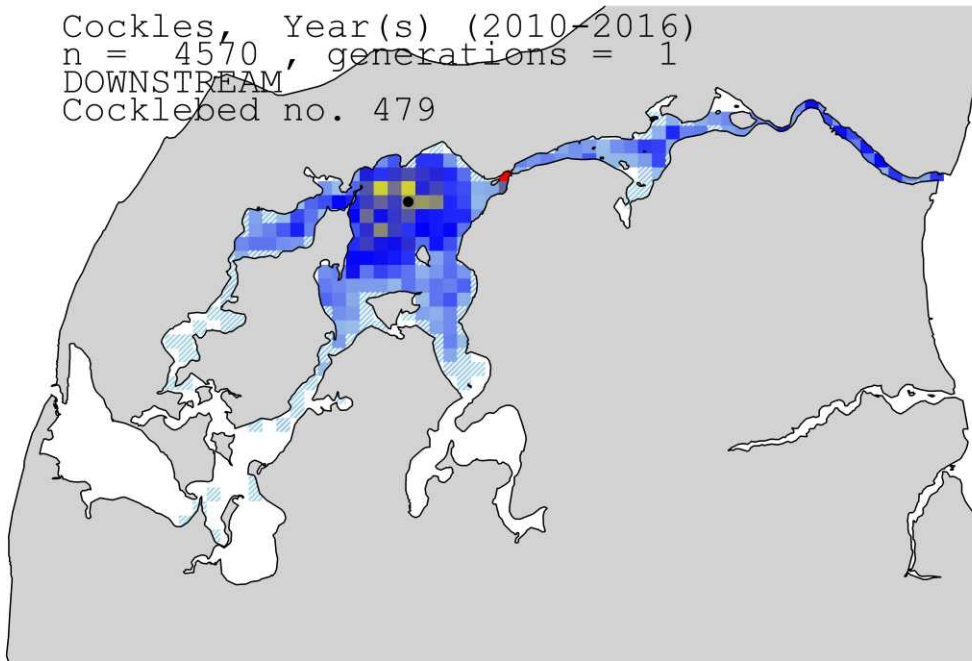 Cockles, Year(s) (2010-2016)
n = 4570 , generations = 1
DOWNSTREAM
Cocklebed no. 479